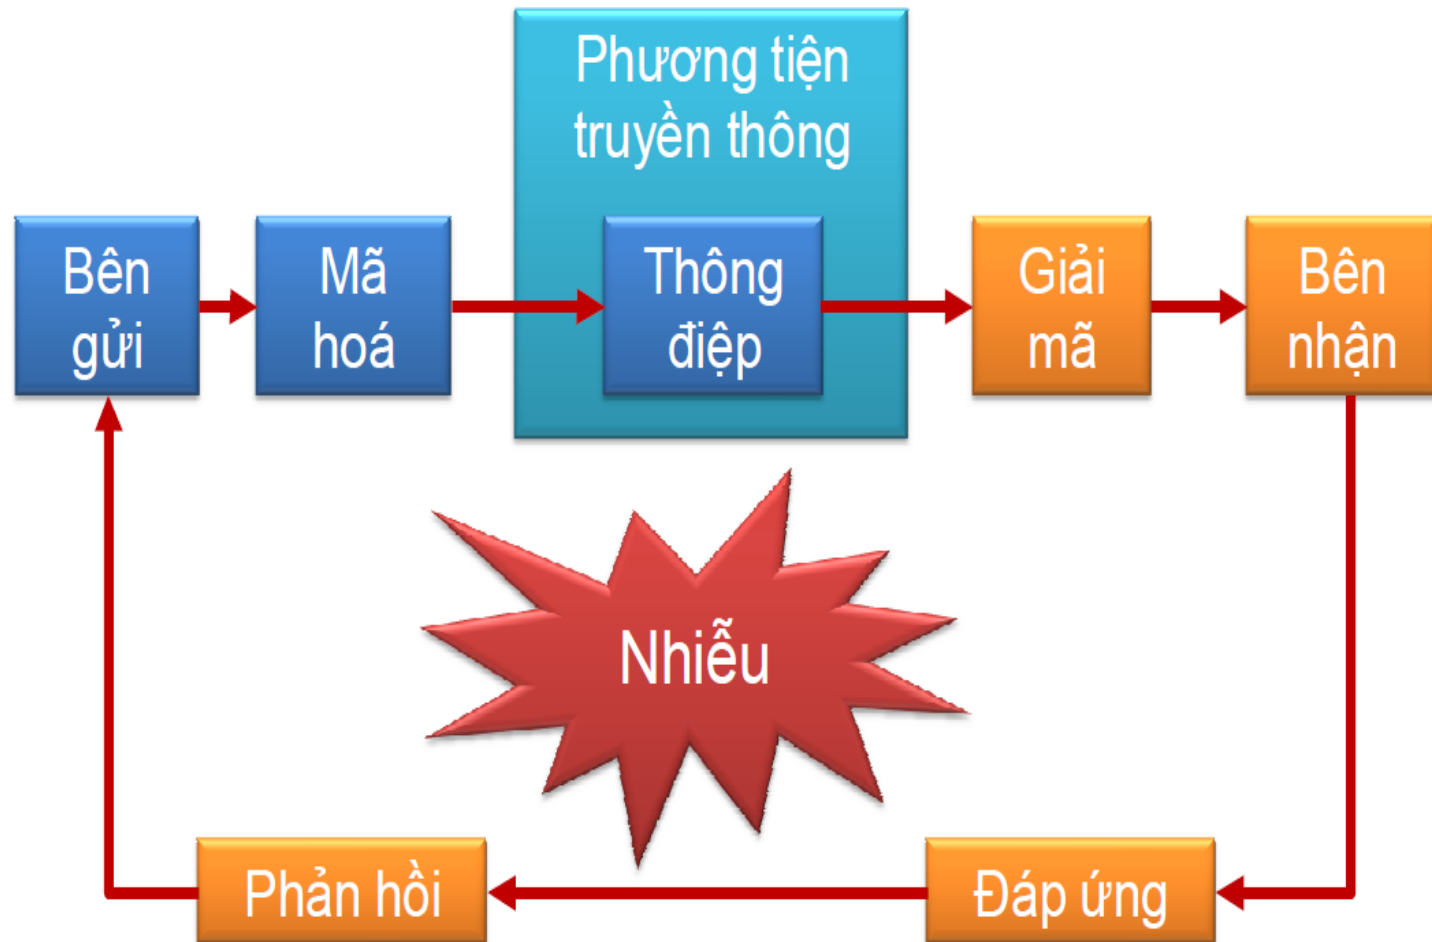 Phương tiện
truyền thông
Bên
gửi
Mã
hoá
Thông
điệp
Giải
mã
Bên
nhận
Nhiễu
Phản hồi
Đáp ứng